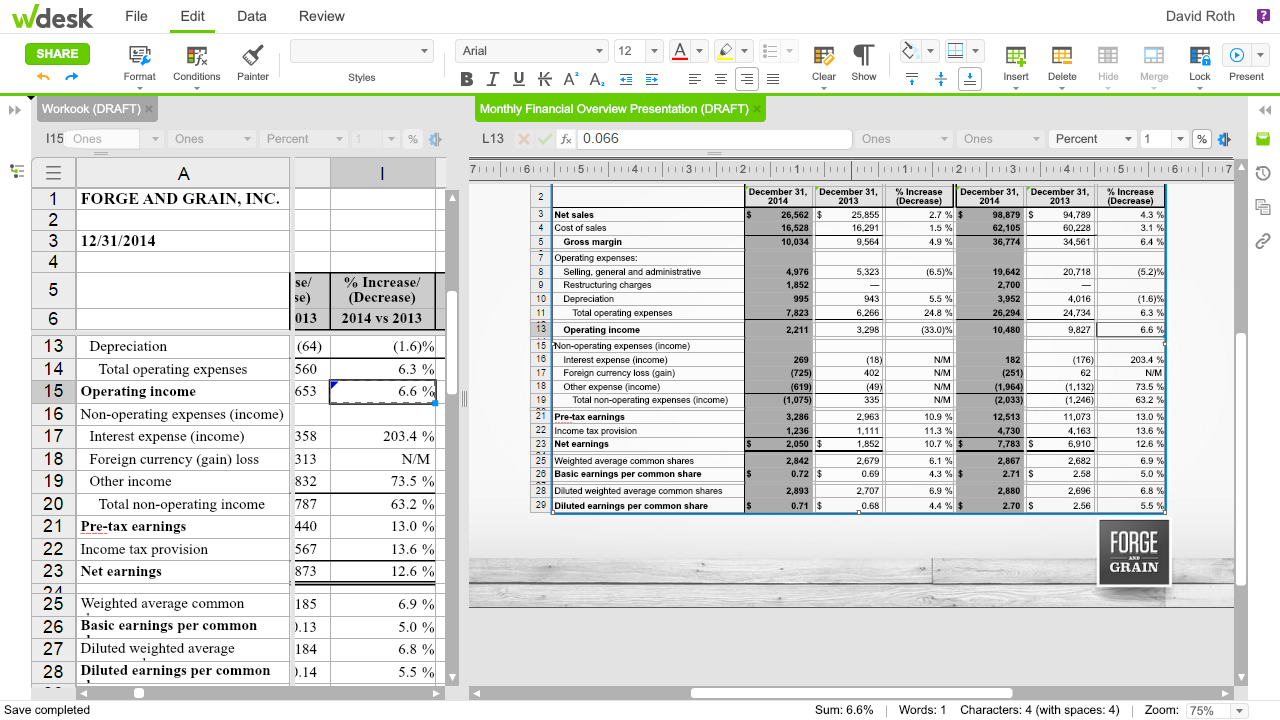 wdesk File Edit Data Review David Roth ?
SHARE Format Conditions Painter Styles Arial 12 Clear Show Insert Delete Hide Merge Lock Present
Workook (DRAFT) × Monthly Financial Overview Presentation (DRAFT) ×
I15 Ones Ones Percent 1 % L13 fx 0.066 Ones Ones Percent 1 %
7 6 5 4 3 2 1 1 2 3 4 5 6 7
A I
1 FORGE AND GRAIN, INC.
2
3 12/31/2014
4
5 se/ se) % Increase/ (Decrease)
6 013 2014 vs 2013
13 Depreciation (64) (1.6)%
14 Total operating expenses 560 6.3 %
15 Operating income 653 6.6 %
16 Non-operating expenses (income)
17 Interest expense (income) 358 203.4 %
18 Foreign currency (gain) loss 313 N/M
19 Other income 832 73.5 %
20 Total non-operating income 787 63.2 %
21 Pre-tax earnings 440 13.0 %
22 Income tax provision 567 13.6 %
23 Net earnings 873 12.6 %
24
25 Weighted average common 185 6.9 %
26 Basic earnings per common 0.13 5.0 %
27 Diluted weighted average 184 6.8 %
28 Diluted earnings per common 0.14 5.5 %
2 December 31, 2014 December 31, 2013 % Increase (Decrease) December 31, 2014 December 31, 2013 % Increase (Decrease)
3 Net sales $ 26,562 $ 25,855 2.7 % $ 98,879 $ 94,789 4.3 %
4 Cost of sales 16,528 16,291 1.5 % 62,105 60,228 3.1 %
5 Gross margin 10,034 9,564 4.9 % 36,774 34,561 6.4 %
7 Operating expenses:
8 Selling, general and administrative 4,976 5,323 (6.5)% 19,642 20,718 (5.2)%
9 Restructuring charges 1,852 — 2,700 —
10 Depreciation 995 943 5.5 % 3,952 4,016 (1.6)%
11 Total operating expenses 7,823 6,266 24.8 % 26,294 24,734 6.3 %
13 Operating income 2,211 3,298 (33.0)% 10,480 9,827 6.6 %
15 Non-operating expenses (income)
16 Interest expense (income) 269 (18) N/M 182 (176) 203.4 %
17 Foreign currency loss (gain) (725) 402 N/M (251) 62 N/M
18 Other expense (income) (619) (49) N/M (1,964) (1,132) 73.5 %
19 Total non-operating expenses (income) (1,075) 335 N/M (2,033) (1,246) 63.2 %
21 Pre-tax earnings 3,286 2,963 10.9 % 12,513 11,073 13.0 %
22 Income tax provision 1,236 1,111 11.3 % 4,730 4,163 13.6 %
23 Net earnings $ 2,050 $ 1,852 10.7 % $ 7,783 $ 6,910 12.6 %
25 Weighted average common shares 2,842 2,679 6.1 % 2,867 2,682 6.9 %
26 Basic earnings per common share $ 0.72 $ 0.69 4.3 % $ 2.71 $ 2.58 5.0 %
28 Diluted weighted average common shares 2,893 2,707 6.9 % 2,880 2,696 6.8 %
29 Diluted earnings per common share $ 0.71 $ 0.68 4.4 % $ 2.70 $ 2.56 5.5 %
FORGE
AND
GRAIN
Save completed Sum: 6.6% Words: 1 Characters: 4 (with spaces: 4) Zoom: 75%